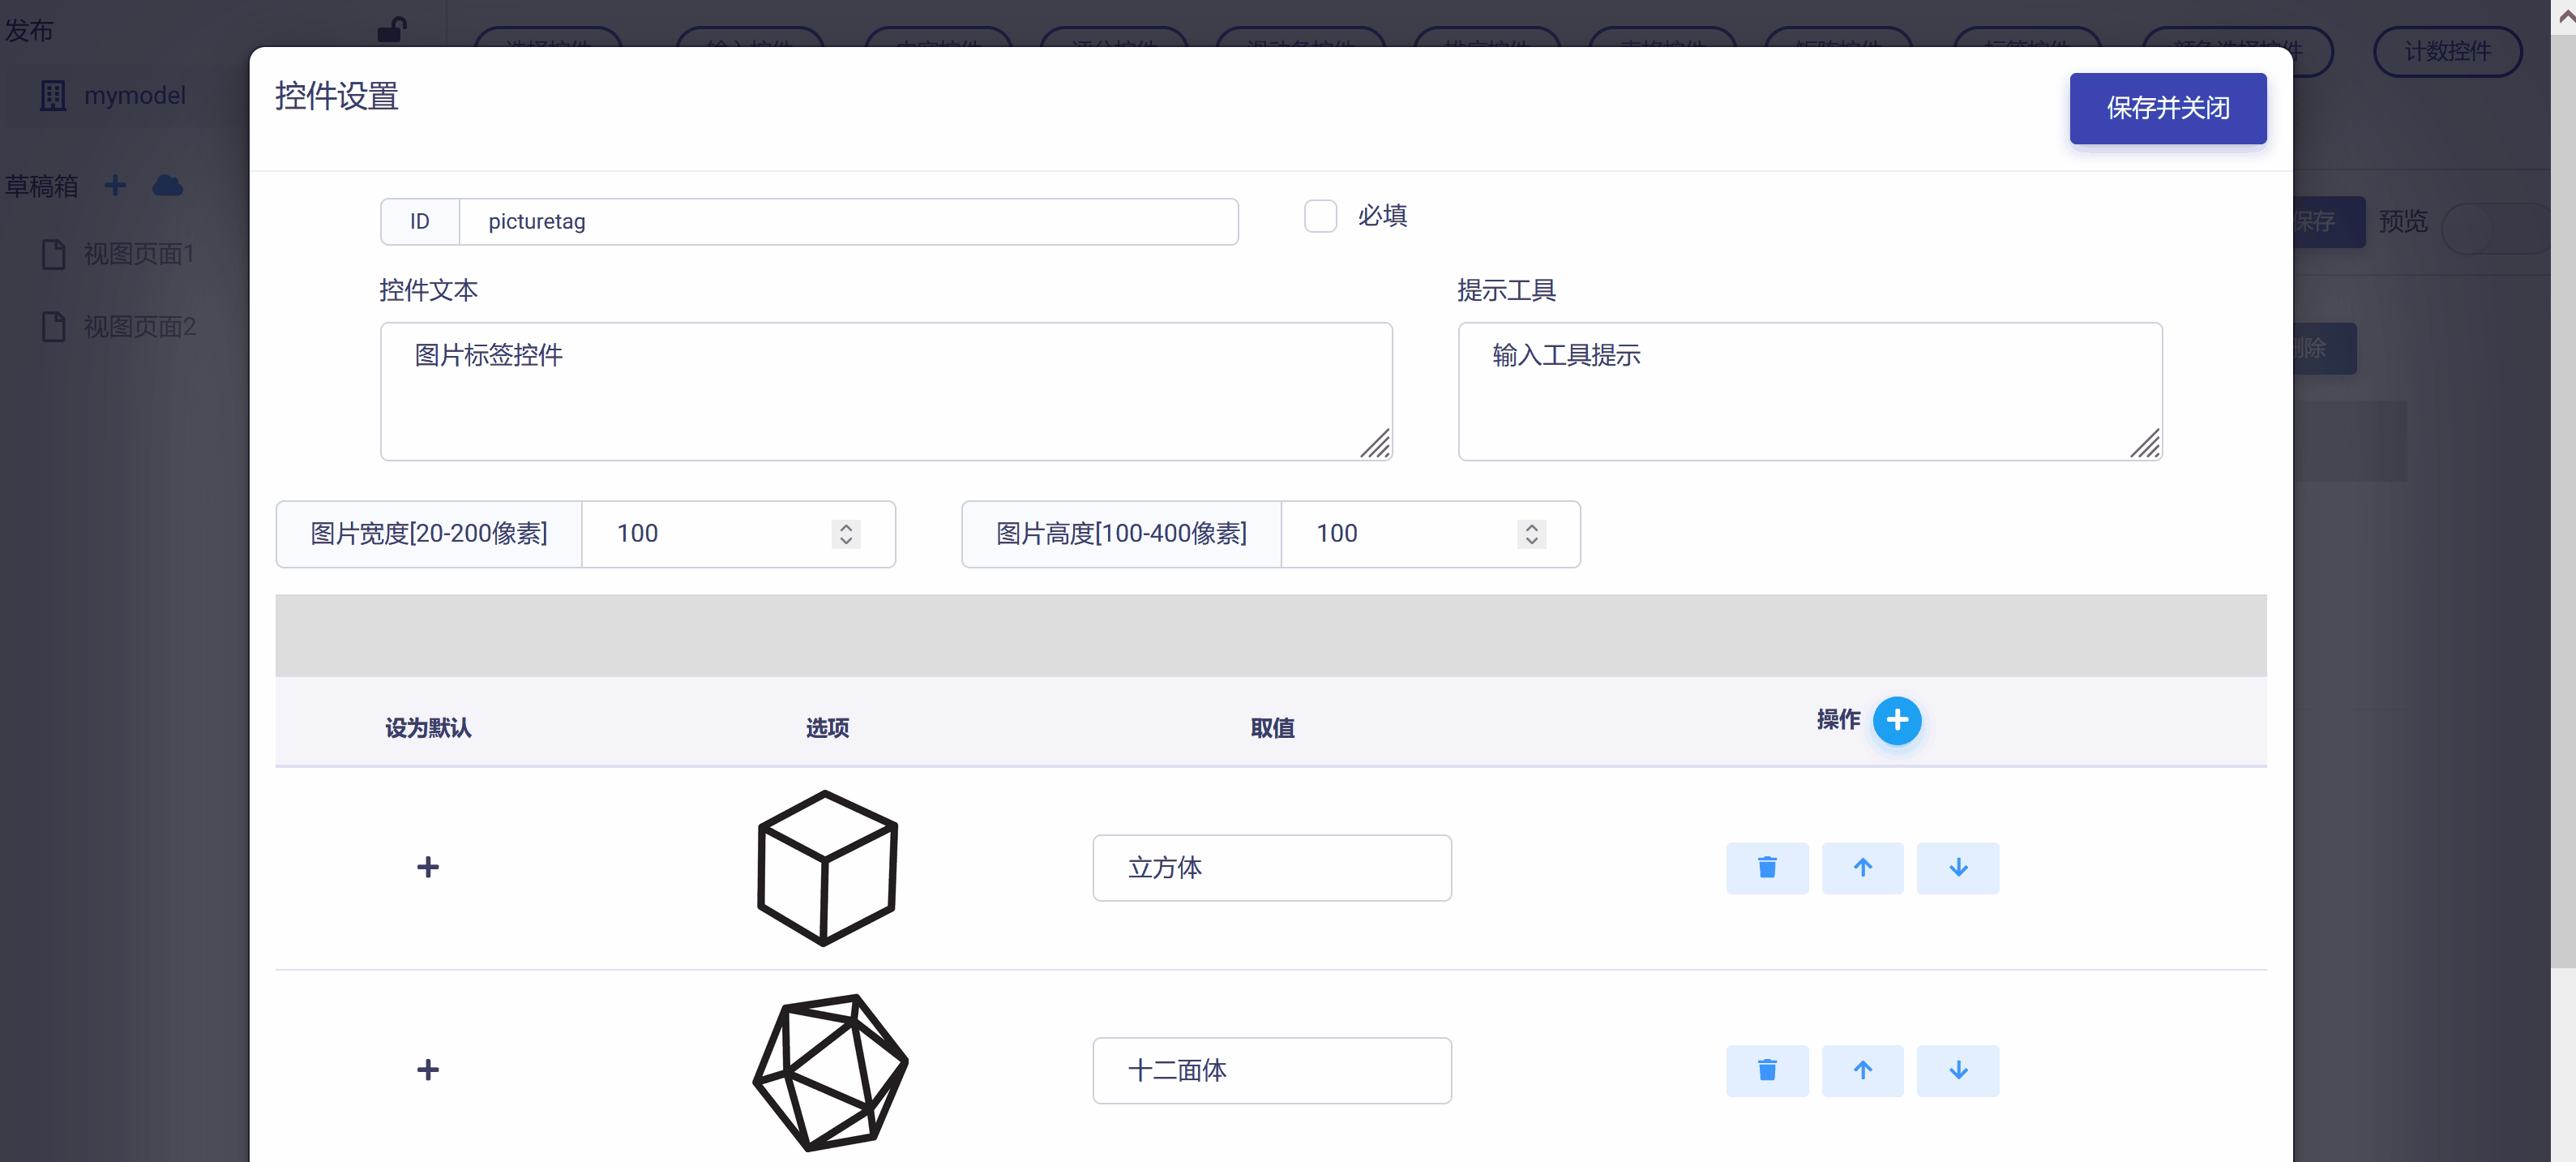 发布
计数控件
mymodel
控件设置
保存并关闭
草稿箱
ID
picturetag
必填
保存
预览
视图页面1
控件文本
提示工具
视图页面2
图片标签控件
输入工具提示
删除
图片宽度[20-200像素]
100
图片高度[100-400像素]
100
设为默认
选项
取值
操作
立方体
十二面体